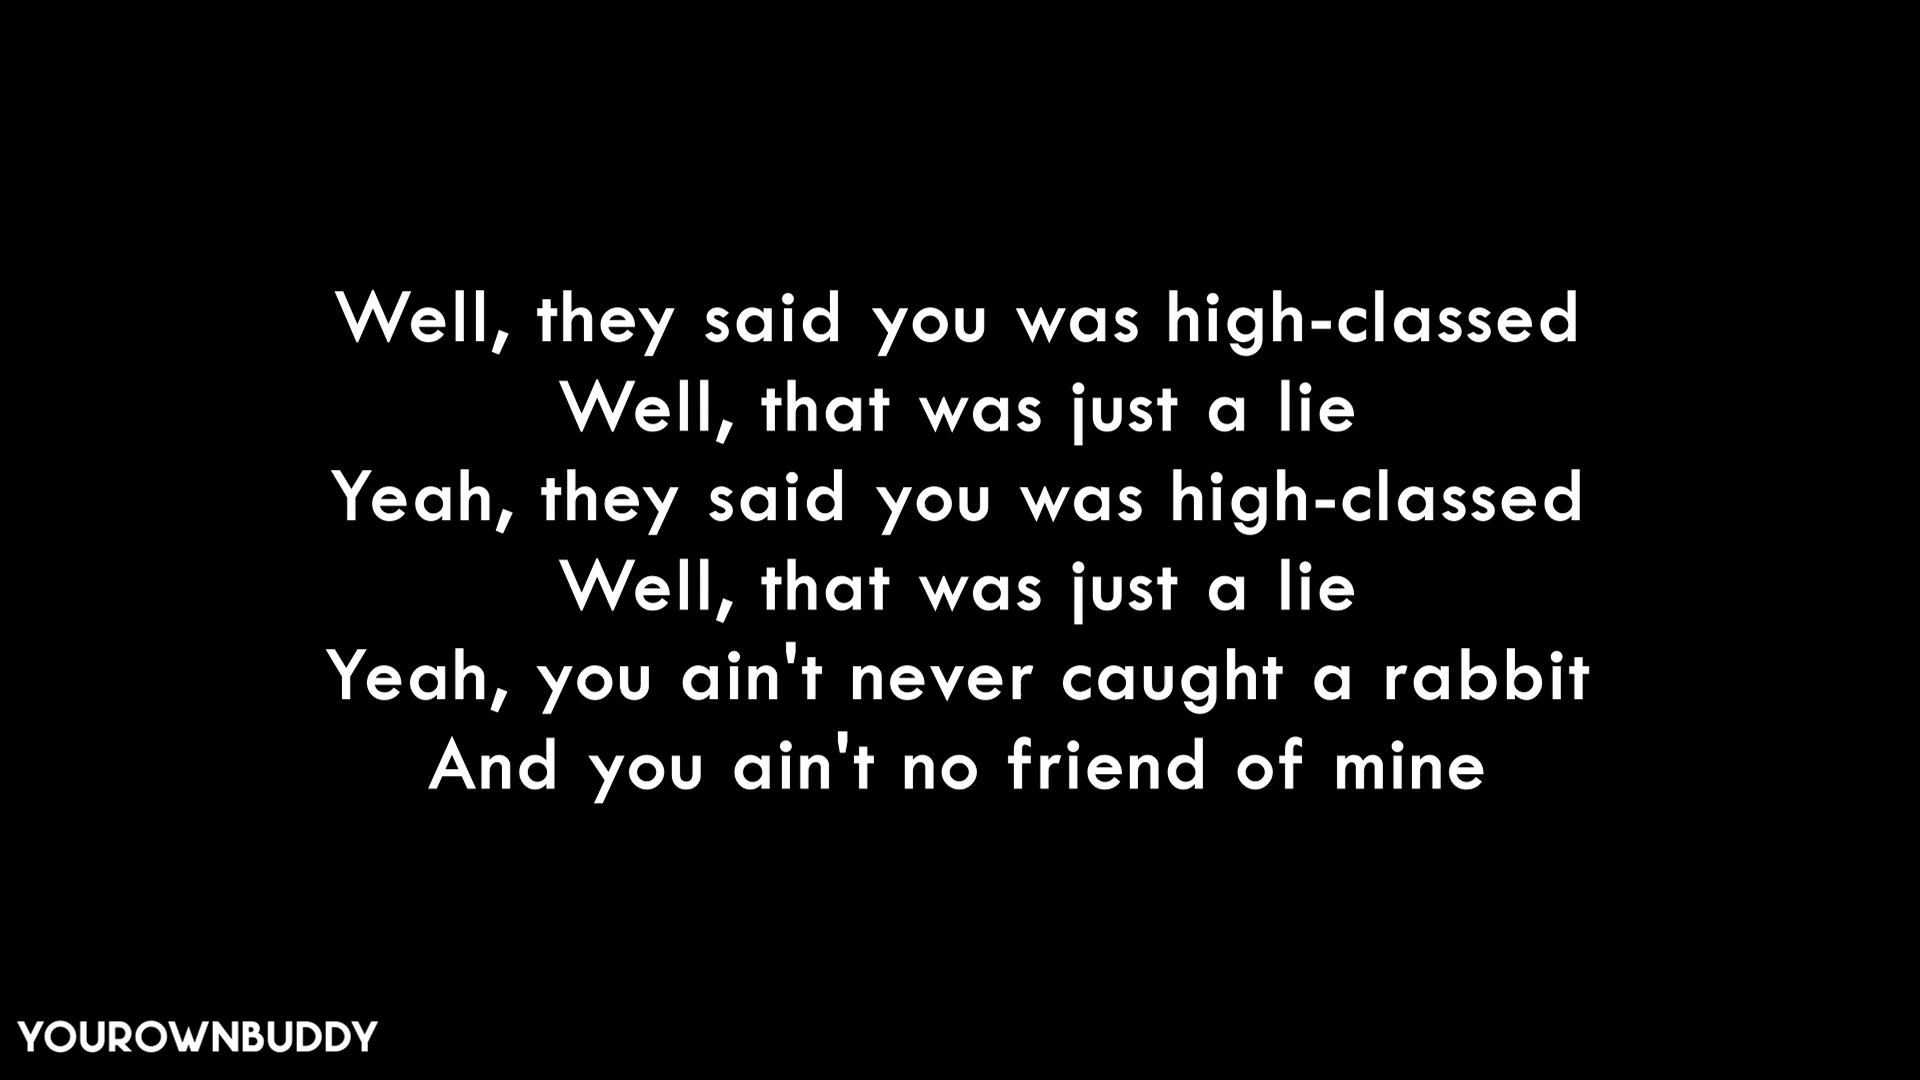 Well, they said you was high-classed
Well, that was just a lie
Yeah, they said you was high-classed
Well, that was just a lie
Yeah, you ain't never caught a rabbit
And you ain't no friend of mine
YOUROWNBUDDY